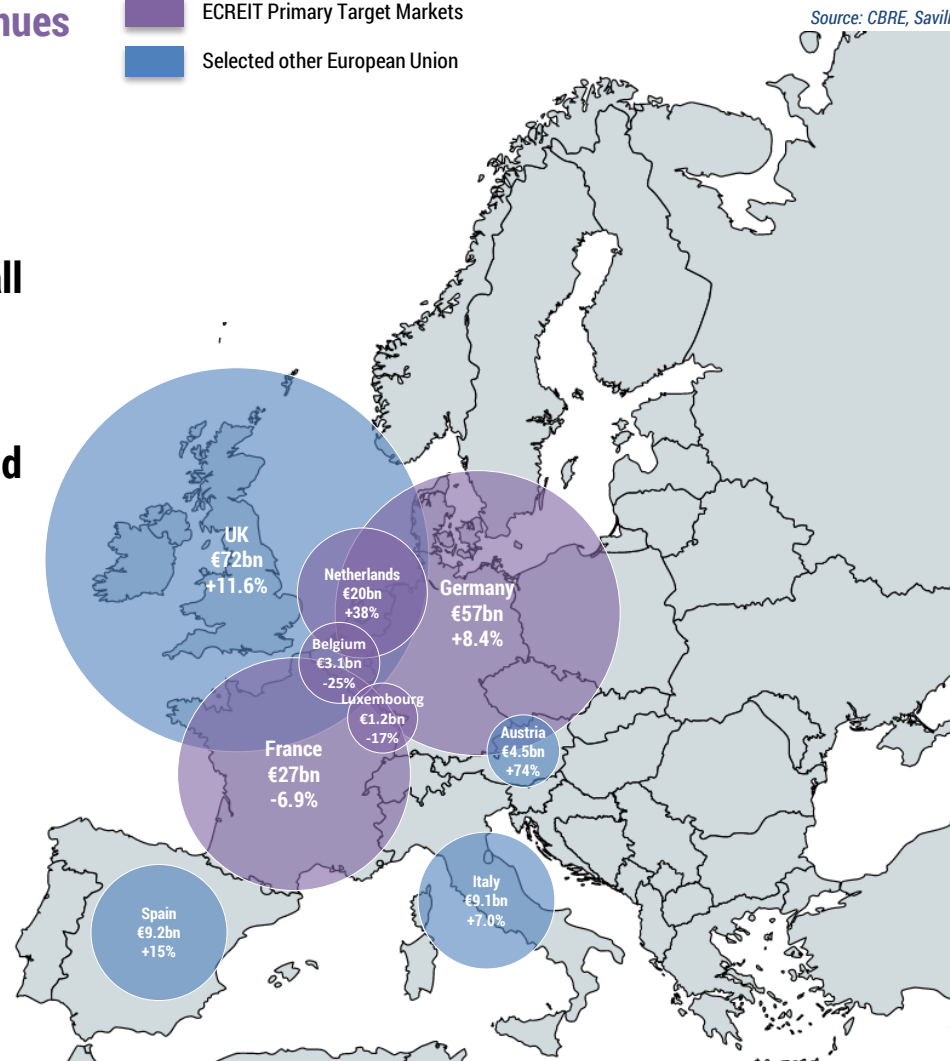 nues
ECREIT Primary Target Markets
Source: CBRE, Savill
Selected other European Union
all
d
UK
€72bn
+11.6%
Netherlands
€20bn
+38%
Germany
€57bn
+8.4%
Belgium
€3.1bn
-25%
Luxembourg
€1.2bn
-17%
France
€27bn
-6.9%
Austria
€4.5bn
+74%
Italy
€9.1bn
+7.0%
Spain
€9.2bn
+15%